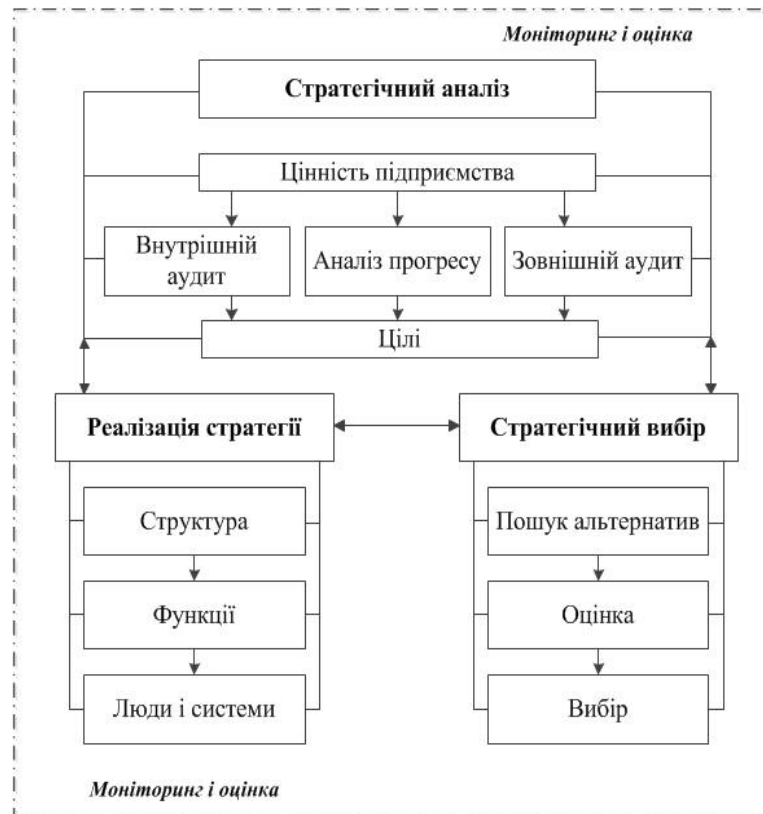 Моніторинг і оцінка
Стратегічний аналіз
Цінність підприємства
Внутрішній
аудит
Аналіз прогресу
Зовнішній аудит
Цілі
Реалізація стратегії
Стратегічний вибір
Структура
Пошук альтернатив
Функції
Оцінка
Люди і системи
Вибір
Моніторинг і оцінка